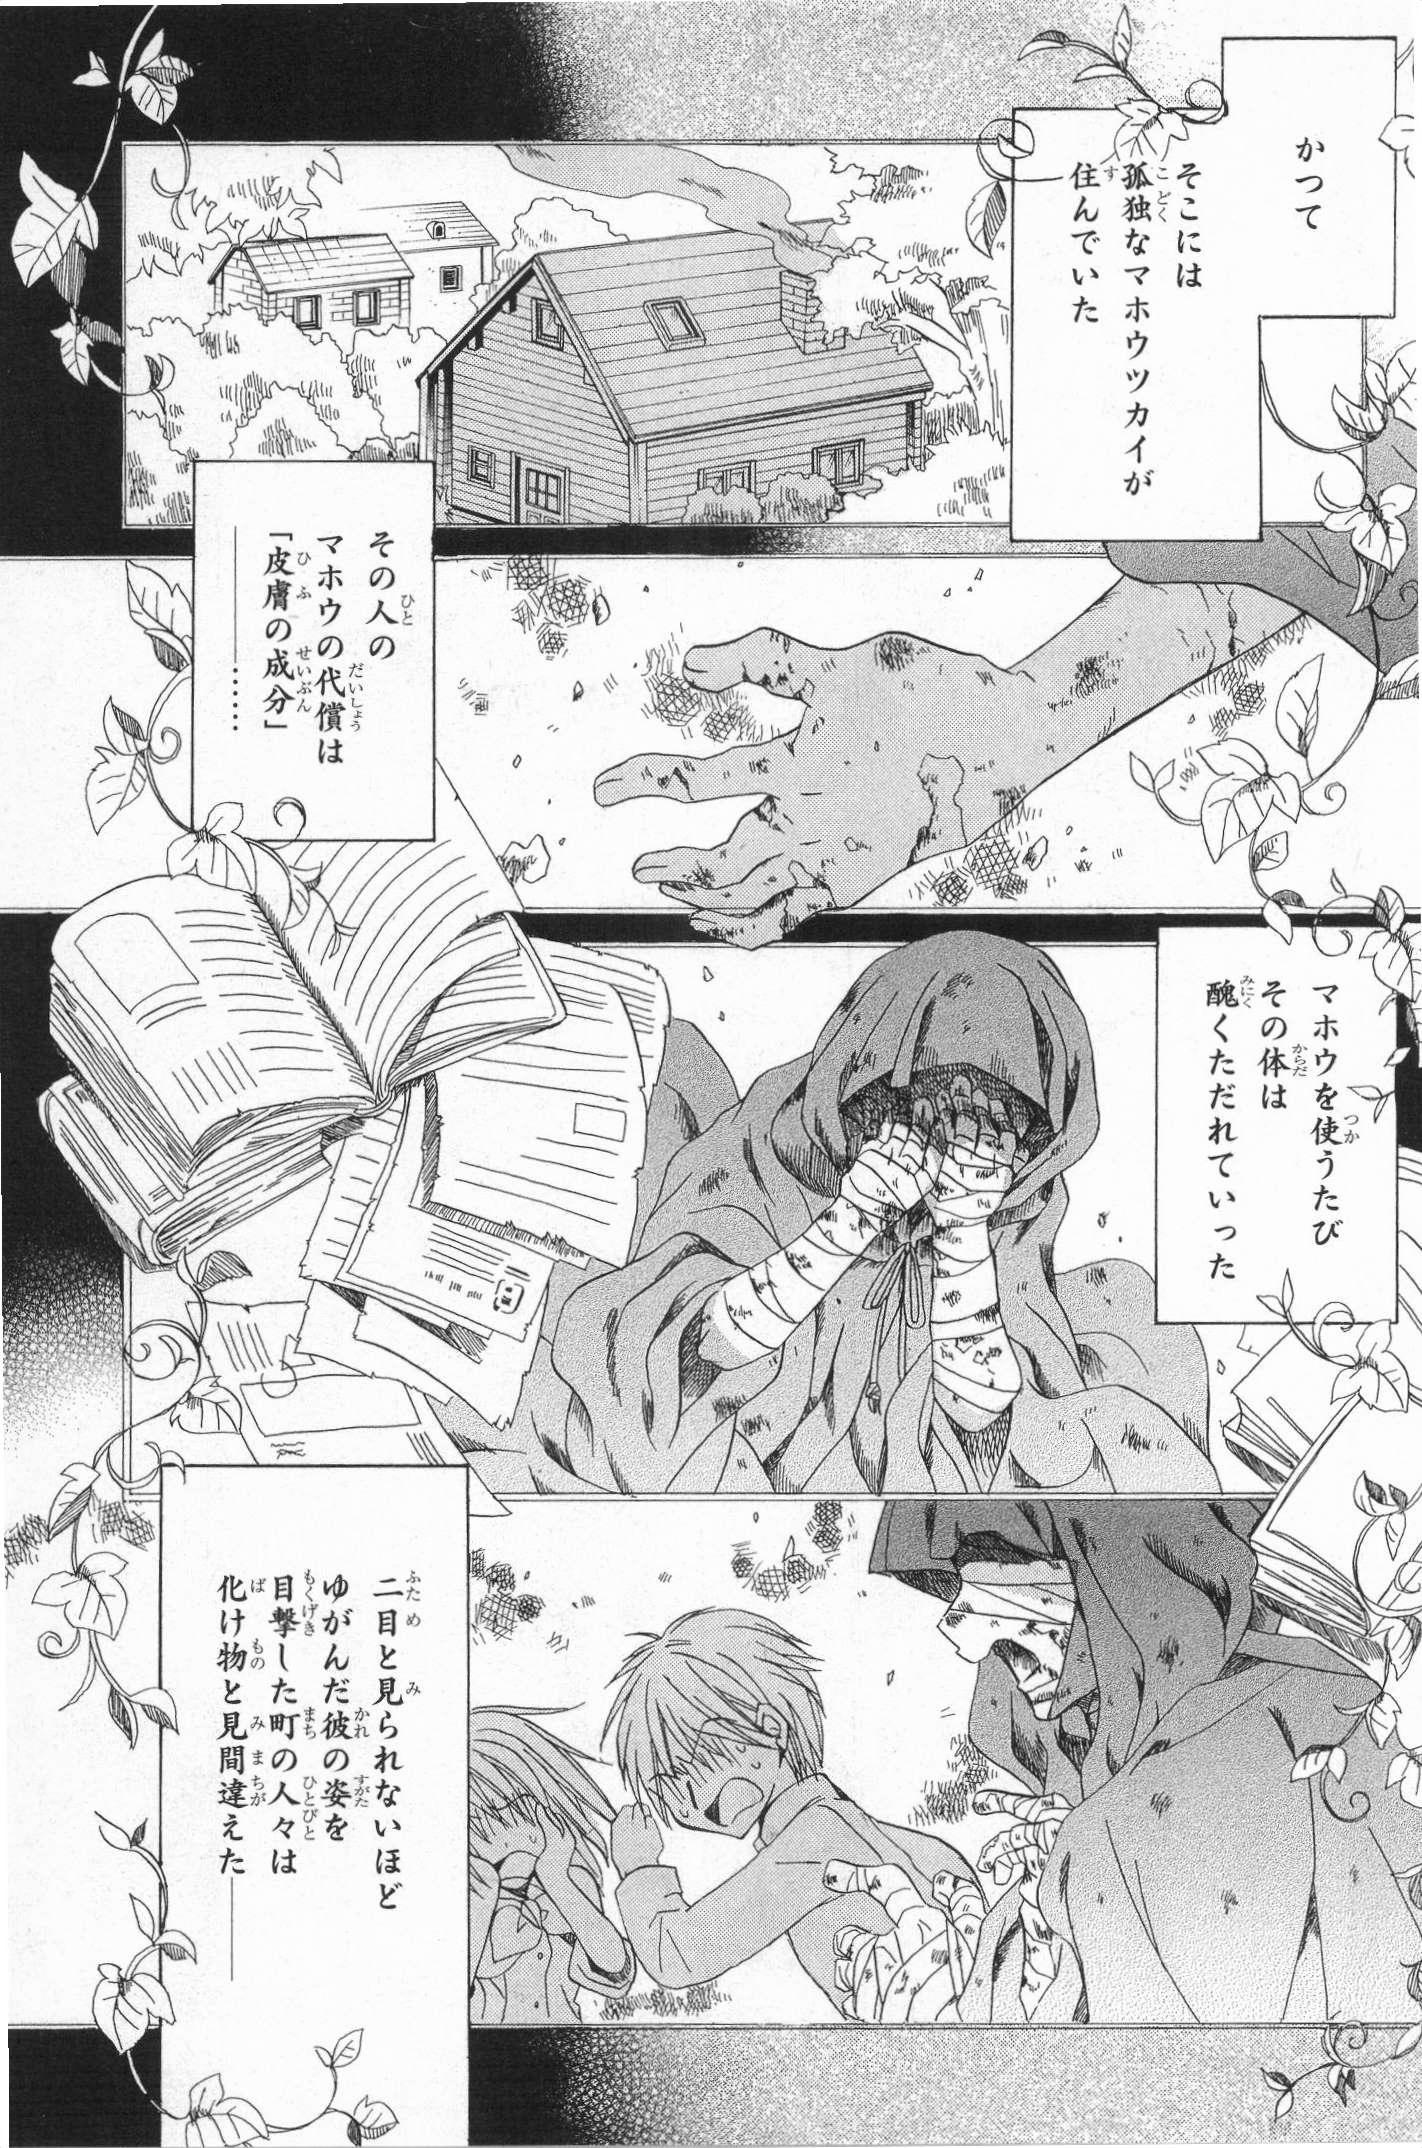 かつて
そこには
孤独なマホウツカイが
住んでいた
その人の
マホウの代償は
「皮膚の成分」
――……
マホウを使うたび
その体は
醜くただれていった
二目と見られないほど
ゆがんだ彼の姿を
目撃した町の人々は
化け物と見間違えた――